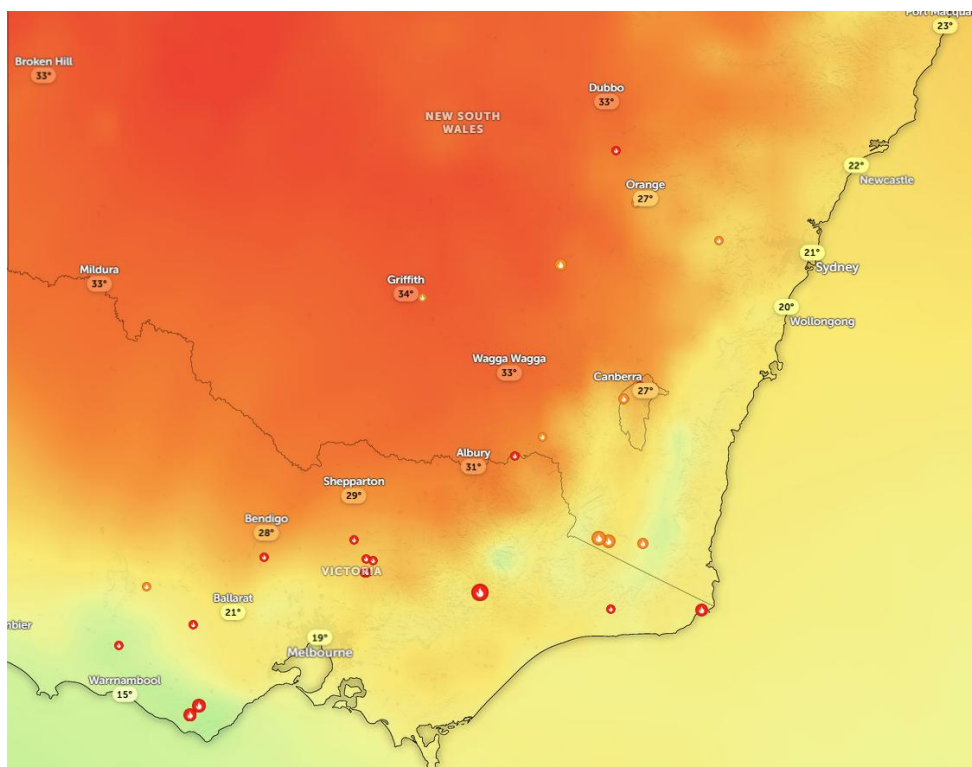 Port Macqua
23°
Broken Hill
33°
Dubbo
33°
NEW SOUTH
WALES
22°
Newcastle
Orange
27°
21°
Sydney
Mildura
33°
Griffith
34°
20°
Wollongong
Wagga Wagga
33°
Canberra
27°
Albury
31°
Shepparton
29°
Bendigo
28°
VICTORIA
Ballarat
21°
mbier
19°
Melbourne
Warrnambool
15°